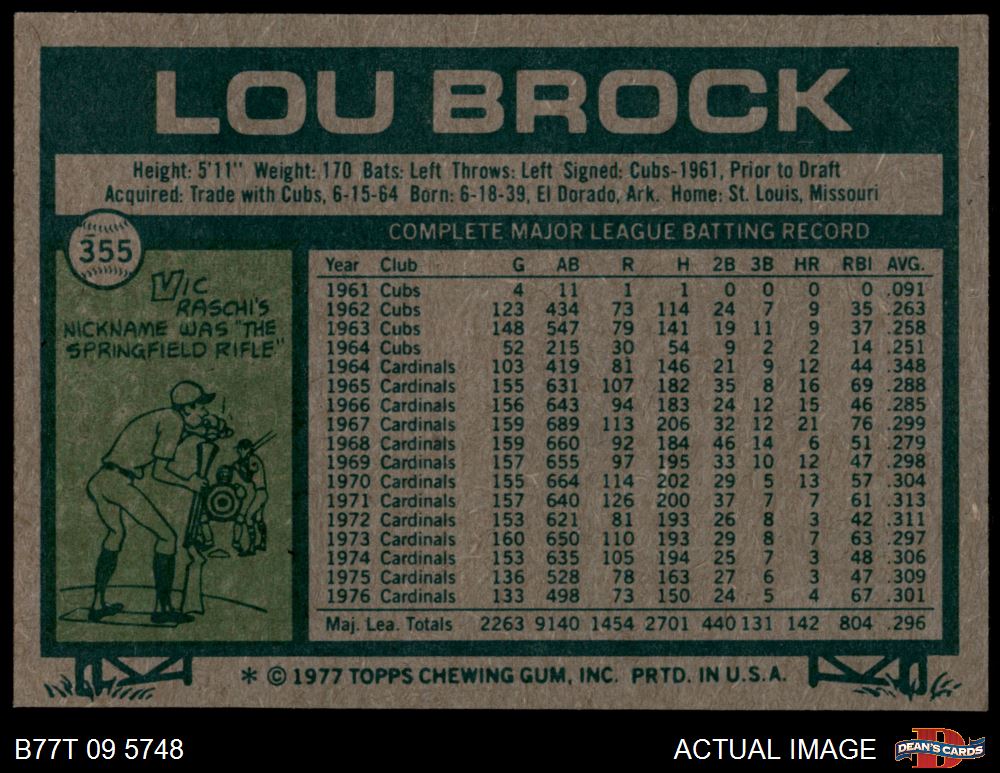 LOU BROCK
Height: 5'11" Weight: 170 Bats: Left Throws: Left Signed: Cubs-1961, Prior to Draft
Acquired: Trade with Cubs, 6-15-64 Born: 6-18-39, El Dorado, Ark. Home: St. Louis, Missouri
355
VIC
RASCHI'S
NICKNAME WAS "THE
SPRINGFIELD RIFLE"
COMPLETE MAJOR LEAGUE BATTING RECORD
Year Club G AB R H 2B 3B HR RBI AVG.
1961 Cubs 4 11 1 1 0 0 0 0 .091
1962 Cubs 123 434 73 114 24 7 9 35 .263
1963 Cubs 148 547 79 141 19 11 9 37 .258
1964 Cubs 52 215 30 54 9 2 2 14 .251
1964 Cardinals 103 419 81 146 21 9 12 44 .348
1965 Cardinals 155 631 107 182 35 8 16 69 .288
1966 Cardinals 156 643 94 183 24 12 15 46 .285
1967 Cardinals 159 689 113 206 32 12 21 76 .299
1968 Cardinals 159 660 92 184 46 14 6 51 .279
1969 Cardinals 157 655 97 195 33 10 12 47 .298
1970 Cardinals 155 664 114 202 29 5 13 57 .304
1971 Cardinals 157 640 126 200 37 7 7 61 .313
1972 Cardinals 153 621 81 193 26 8 3 42 .311
1973 Cardinals 160 650 110 193 29 8 7 63 .297
1974 Cardinals 153 635 105 194 25 7 3 48 .306
1975 Cardinals 136 528 78 163 27 6 3 47 .309
1976 Cardinals 133 498 73 150 24 5 4 67 .301
Maj. Lea. Totals 2263 9140 1454 2701 440 131 142 804 .296
* © 1977 TOPPS CHEWING GUM, INC. PRTD. IN U.S.A.
B77T 09 5748
ACTUAL IMAGE
DEAN'S CARDS